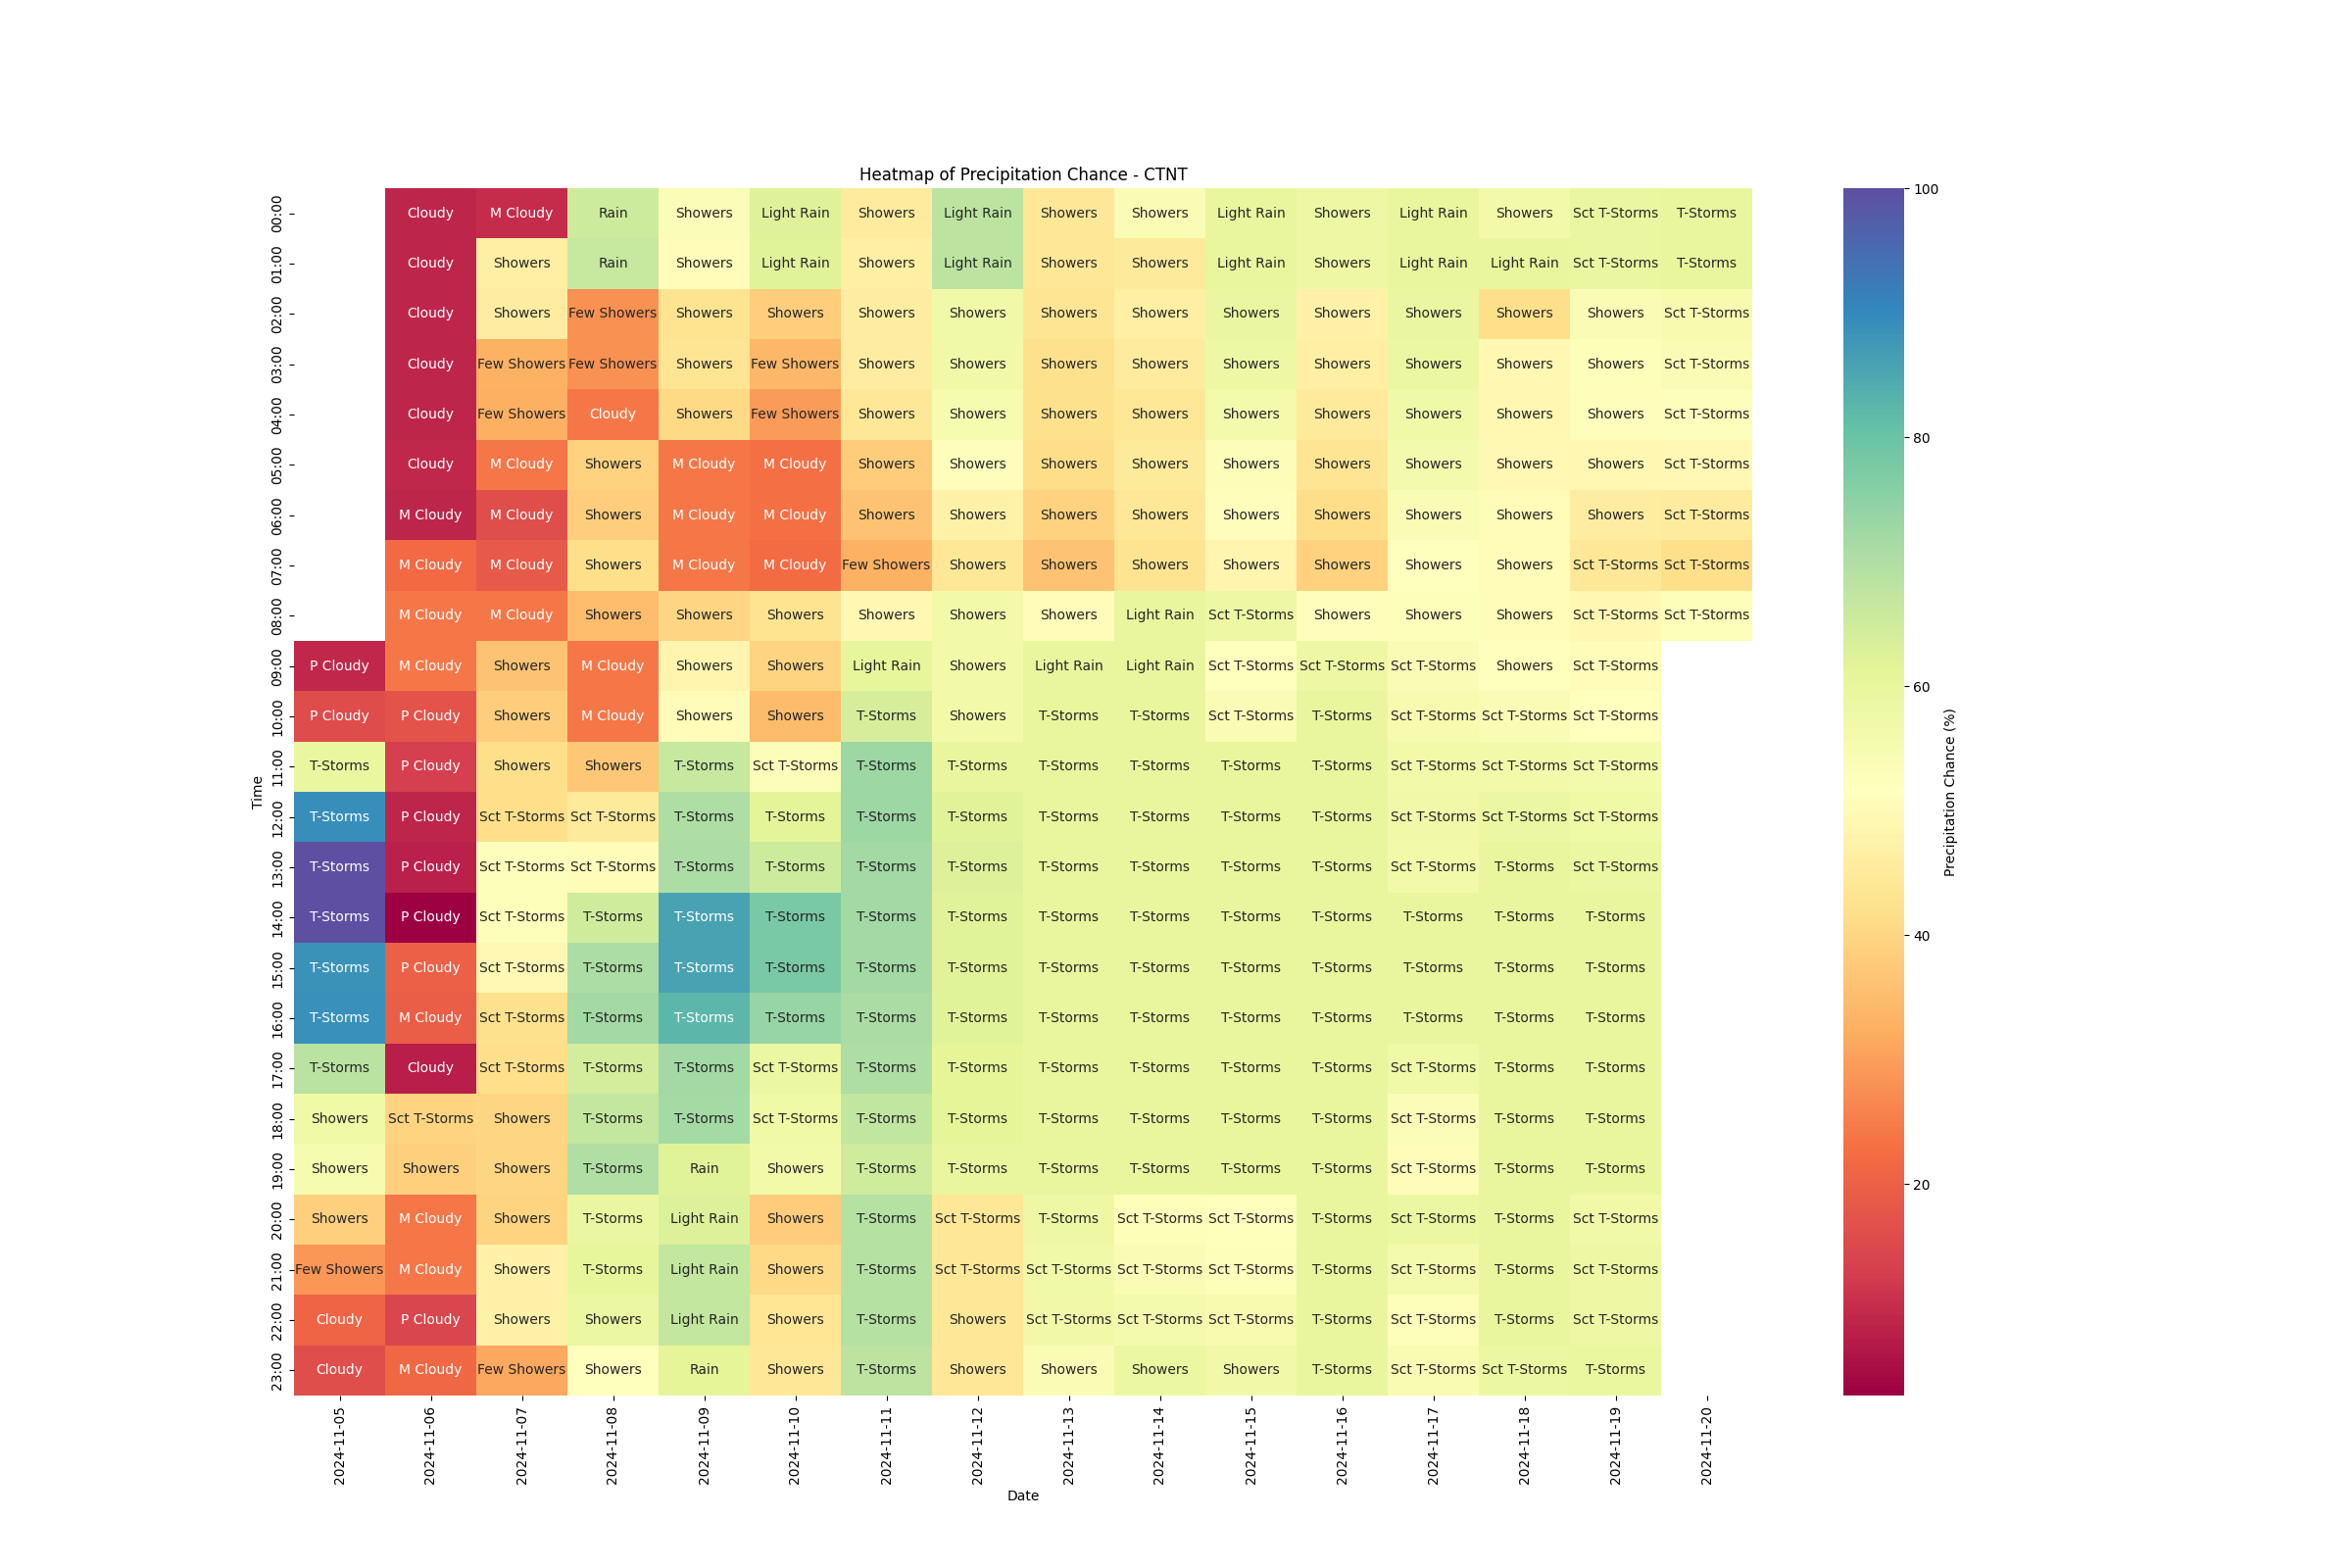 Heatmap of Precipitation Chance - CTNT
00:00 Cloudy M Cloudy Rain Showers Light Rain Showers Light Rain Showers Showers Light Rain Showers Light Rain Showers Sct T-Storms T-Storms
01:00 Cloudy Showers Rain Showers Light Rain Showers Light Rain Showers Showers Light Rain Showers Light Rain Light Rain Sct T-Storms T-Storms
02:00 Cloudy Showers Few Showers Showers Showers Showers Showers Showers Showers Showers Showers Showers Showers Showers Sct T-Storms
03:00 Cloudy Few Showers Few Showers Showers Few Showers Showers Showers Showers Showers Showers Showers Showers Showers Showers Sct T-Storms
04:00 Cloudy Few Showers Cloudy Showers Few Showers Showers Showers Showers Showers Showers Showers Showers Showers Showers Sct T-Storms
05:00 Cloudy M Cloudy Showers M Cloudy M Cloudy Showers Showers Showers Showers Showers Showers Showers Showers Showers Sct T-Storms
06:00 M Cloudy M Cloudy Showers M Cloudy M Cloudy Showers Showers Showers Showers Showers Showers Showers Showers Showers Sct T-Storms
07:00 M Cloudy M Cloudy Showers M Cloudy M Cloudy Few Showers Showers Showers Showers Showers Showers Showers Showers Sct T-Storms Sct T-Storms
08:00 M Cloudy M Cloudy Showers Showers Showers Showers Showers Showers Light Rain Sct T-Storms Showers Showers Showers Sct T-Storms Sct T-Storms
09:00 P Cloudy M Cloudy Showers M Cloudy Showers Showers Light Rain Showers Light Rain Light Rain Sct T-Storms Sct T-Storms Sct T-Storms Showers Sct T-Storms
10:00 P Cloudy P Cloudy Showers M Cloudy Showers Showers T-Storms Showers T-Storms T-Storms Sct T-Storms T-Storms Sct T-Storms Sct T-Storms Sct T-Storms
11:00 T-Storms P Cloudy Showers Showers T-Storms Sct T-Storms T-Storms T-Storms T-Storms T-Storms T-Storms T-Storms Sct T-Storms Sct T-Storms Sct T-Storms
12:00 T-Storms P Cloudy Sct T-Storms Sct T-Storms T-Storms T-Storms T-Storms T-Storms T-Storms T-Storms T-Storms T-Storms Sct T-Storms Sct T-Storms Sct T-Storms
13:00 T-Storms P Cloudy Sct T-Storms Sct T-Storms T-Storms T-Storms T-Storms T-Storms T-Storms T-Storms T-Storms T-Storms Sct T-Storms T-Storms Sct T-Storms
14:00 T-Storms P Cloudy Sct T-Storms T-Storms T-Storms T-Storms T-Storms T-Storms T-Storms T-Storms T-Storms T-Storms T-Storms T-Storms T-Storms
15:00 T-Storms P Cloudy Sct T-Storms T-Storms T-Storms T-Storms T-Storms T-Storms T-Storms T-Storms T-Storms T-Storms T-Storms T-Storms T-Storms
16:00 T-Storms M Cloudy Sct T-Storms T-Storms T-Storms T-Storms T-Storms T-Storms T-Storms T-Storms T-Storms T-Storms T-Storms T-Storms T-Storms
17:00 T-Storms Cloudy Sct T-Storms T-Storms T-Storms Sct T-Storms T-Storms T-Storms T-Storms T-Storms T-Storms T-Storms Sct T-Storms T-Storms T-Storms
18:00 Showers Sct T-Storms Showers T-Storms T-Storms Sct T-Storms T-Storms T-Storms T-Storms T-Storms T-Storms T-Storms Sct T-Storms T-Storms T-Storms
19:00 Showers Showers Showers T-Storms Rain Showers T-Storms T-Storms T-Storms T-Storms T-Storms T-Storms Sct T-Storms T-Storms T-Storms
20:00 Showers M Cloudy Showers T-Storms Light Rain Showers T-Storms Sct T-Storms T-Storms Sct T-Storms Sct T-Storms T-Storms Sct T-Storms T-Storms Sct T-Storms
21:00 Few Showers M Cloudy Showers T-Storms Light Rain Showers T-Storms Sct T-Storms Sct T-Storms Sct T-Storms Sct T-Storms T-Storms Sct T-Storms T-Storms Sct T-Storms
22:00 Cloudy P Cloudy Showers Showers Light Rain Showers T-Storms Showers Sct T-Storms Sct T-Storms Sct T-Storms T-Storms Sct T-Storms T-Storms Sct T-Storms
23:00 Cloudy M Cloudy Few Showers Showers Rain Showers T-Storms Showers Showers Showers Showers T-Storms Sct T-Storms Sct T-Storms T-Storms
Time
2024-11-05 2024-11-06 2024-11-07 2024-11-08 2024-11-09 2024-11-10 2024-11-11 2024-11-12 2024-11-13 2024-11-14 2024-11-15 2024-11-16 2024-11-17 2024-11-18 2024-11-19 2024-11-20
Date
100
80
60
40
20
Precipitation Chance (%)